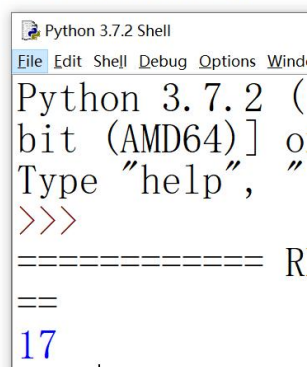 Python 3.7.2 Shell
File Edit Shell Debug Options
Python 3.7.2 (
bit (AMD64)] o
Type "help", "
>>>
============ R
==
17